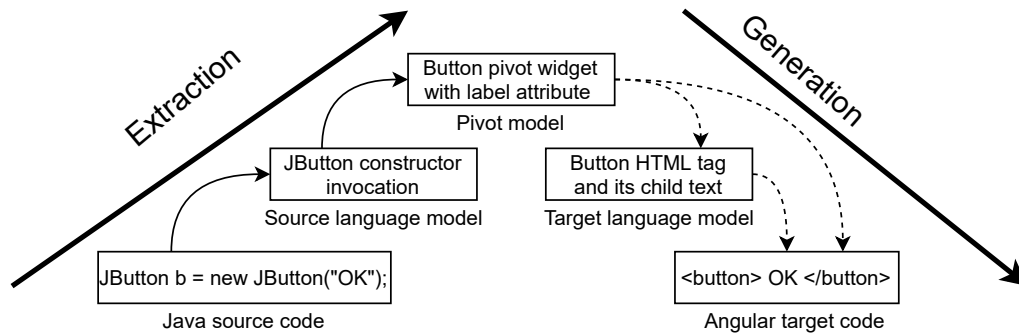 Extraction
Generation
Button pivot widget
with label attribute
Pivot model
JButton constructor
invocation
Source language model
Button HTML tag
and its child text
Target language model
JButton b = new JButton("OK");
Java source code
<button> OK </button>
Angular target code